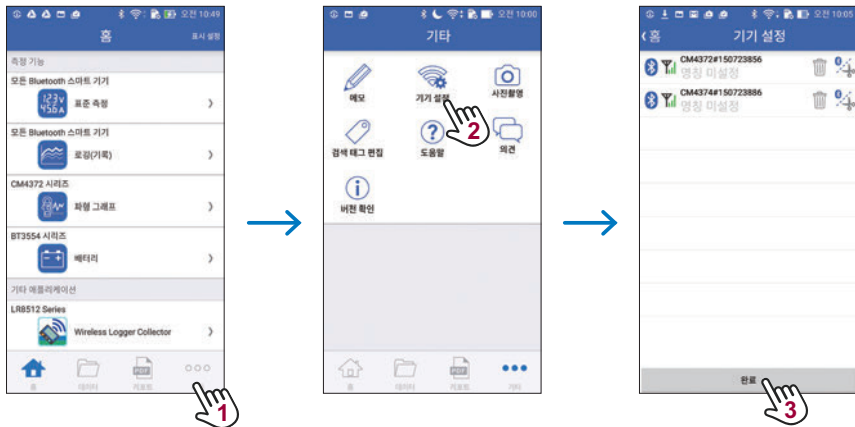 오전 10:49
홈
표시 설정
측정 기능
모든 Bluetooth 스마트 기기
표준 측정
모든 Bluetooth 스마트 기기
로깅(기록)
CM4372 시리즈
파형 그래프
BT3554 시리즈
배터리
기타 애플리케이션
LR8512 Series
Wireless Logger Collector
PDF
홈
데이터
리포트
1
오전 10:00
기타
메모
기기 설정
사진촬영
2
검색 태그 편집
도움말
의견
버전 확인
PDF
홈
데이터
리포트
기타
오전 10:05
홈
기기 설정
CM4372#150723856
명칭 미설정
CM4374#150723886
명칭 미설정
완료
3